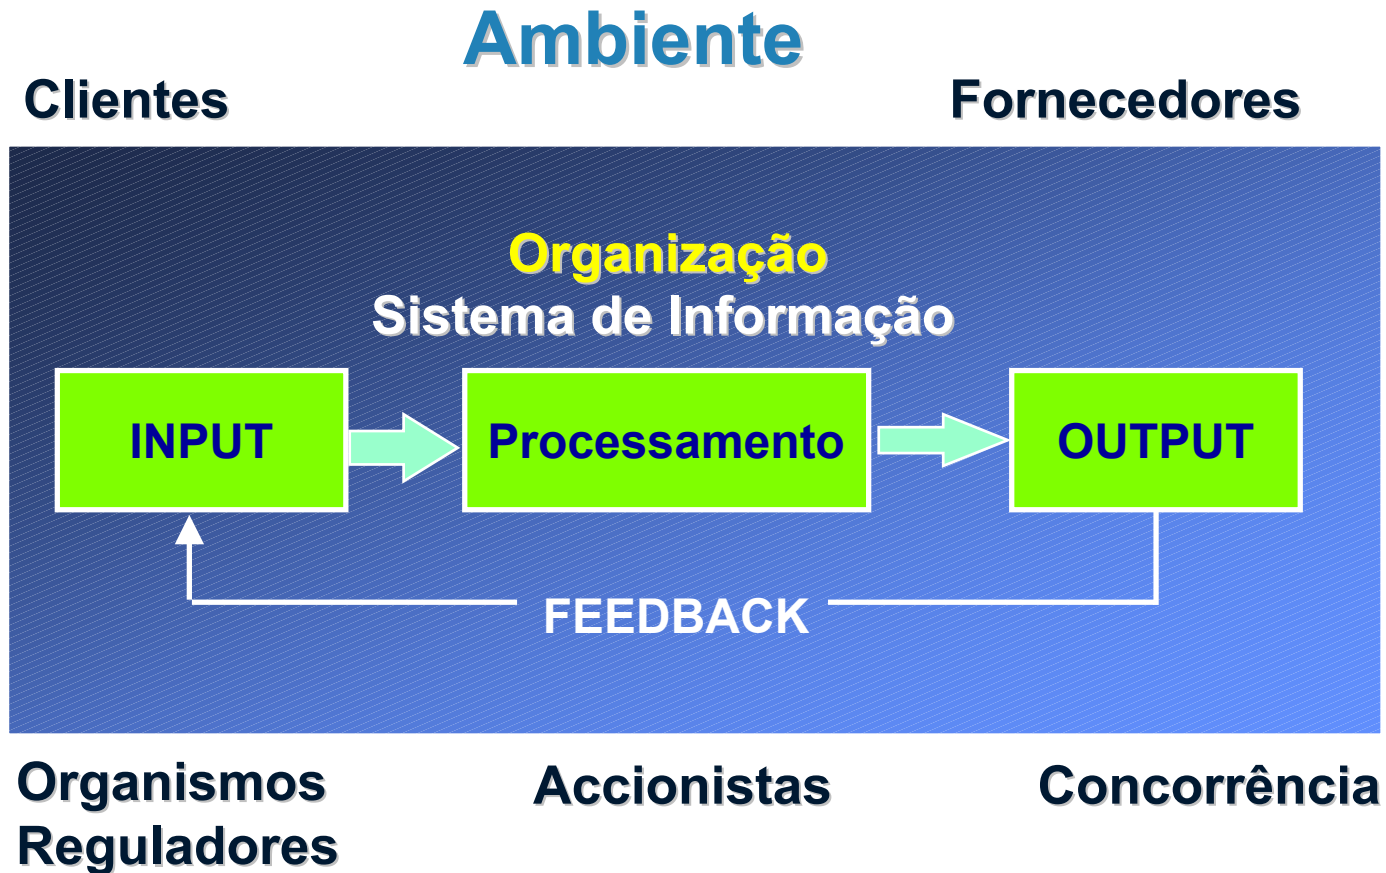 Ambiente
Clientes
Fornecedores
Organização
Sistema de Informação
INPUT
Processamento
OUTPUT
FEEDBACK
Organismos
Reguladores
Accionistas
Concorrência